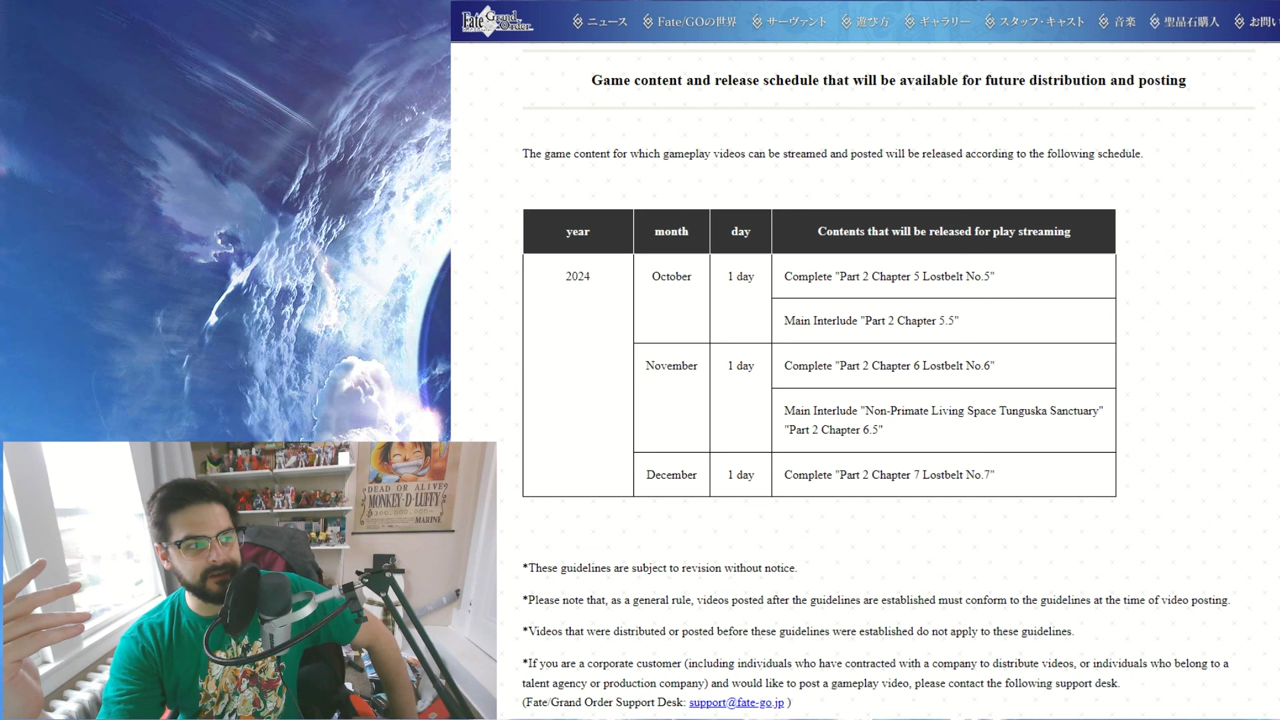 Fate Grand Order
ニュース
Fate/GOの世界
サーヴァント
遊び方
ギャラリー
スタッフ・キャスト
音楽
聖晶石購入
お問い
Game content and release schedule that will be available for future distribution and posting
The game content for which gameplay videos can be streamed and posted will be released according to the following schedule.
year month day Contents that will be released for play streaming
2024 October 1 day Complete "Part 2 Chapter 5 Lostbelt No.5"
Main Interlude "Part 2 Chapter 5.5"
November 1 day Complete "Part 2 Chapter 6 Lostbelt No.6"
Main Interlude "Non-Primate Living Space Tunguska Sanctuary"
"Part 2 Chapter 6.5"
December 1 day Complete "Part 2 Chapter 7 Lostbelt No.7"
*These guidelines are subject to revision without notice.
*Please note that, as a general rule, videos posted after the guidelines are established must conform to the guidelines at the time of video posting.
*Videos that were distributed or posted before these guidelines were established do not apply to these guidelines.
*If you are a corporate customer (including individuals who have contracted with a company to distribute videos, or individuals who belong to a
talent agency or production company) and would like to post a gameplay video, please contact the following support desk.
(Fate/Grand Order Support Desk: support@fate-go.jp )
DEAD OR ALIVE
MONKEY·D·LUFFY
MARINE